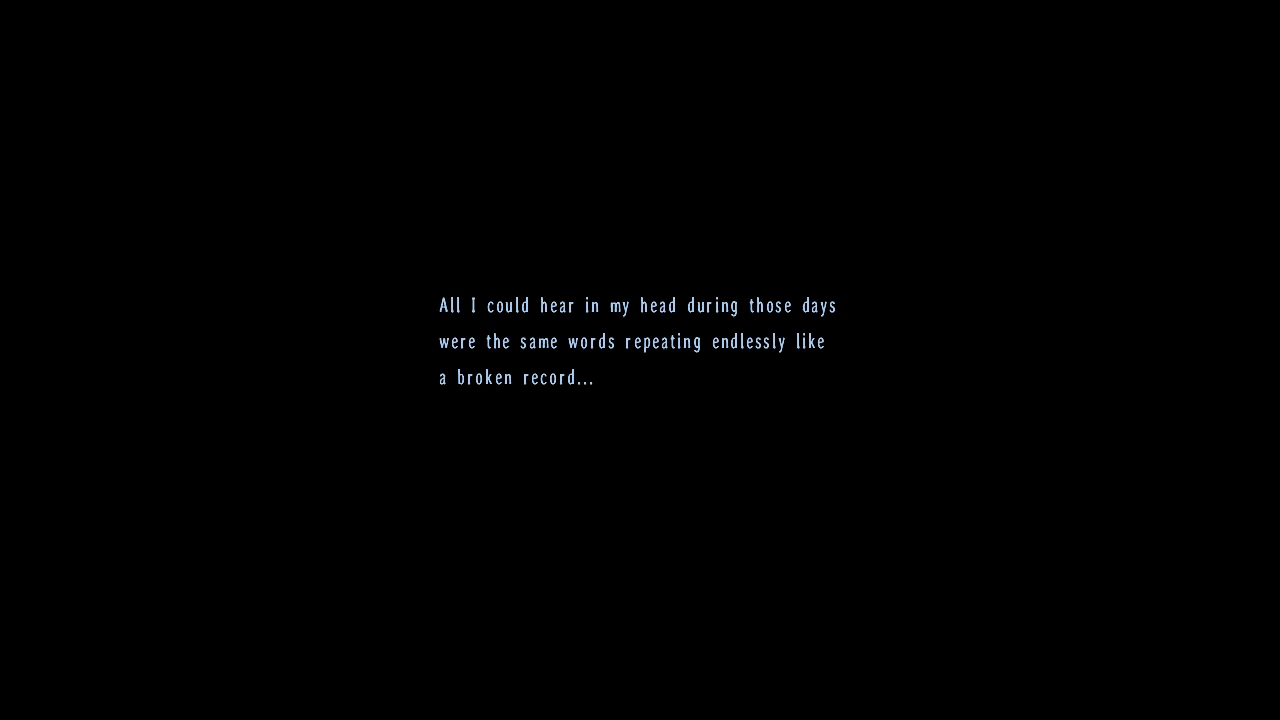 All I could hear in my head during those days
were the same words repeating endlessly like
a broken record...